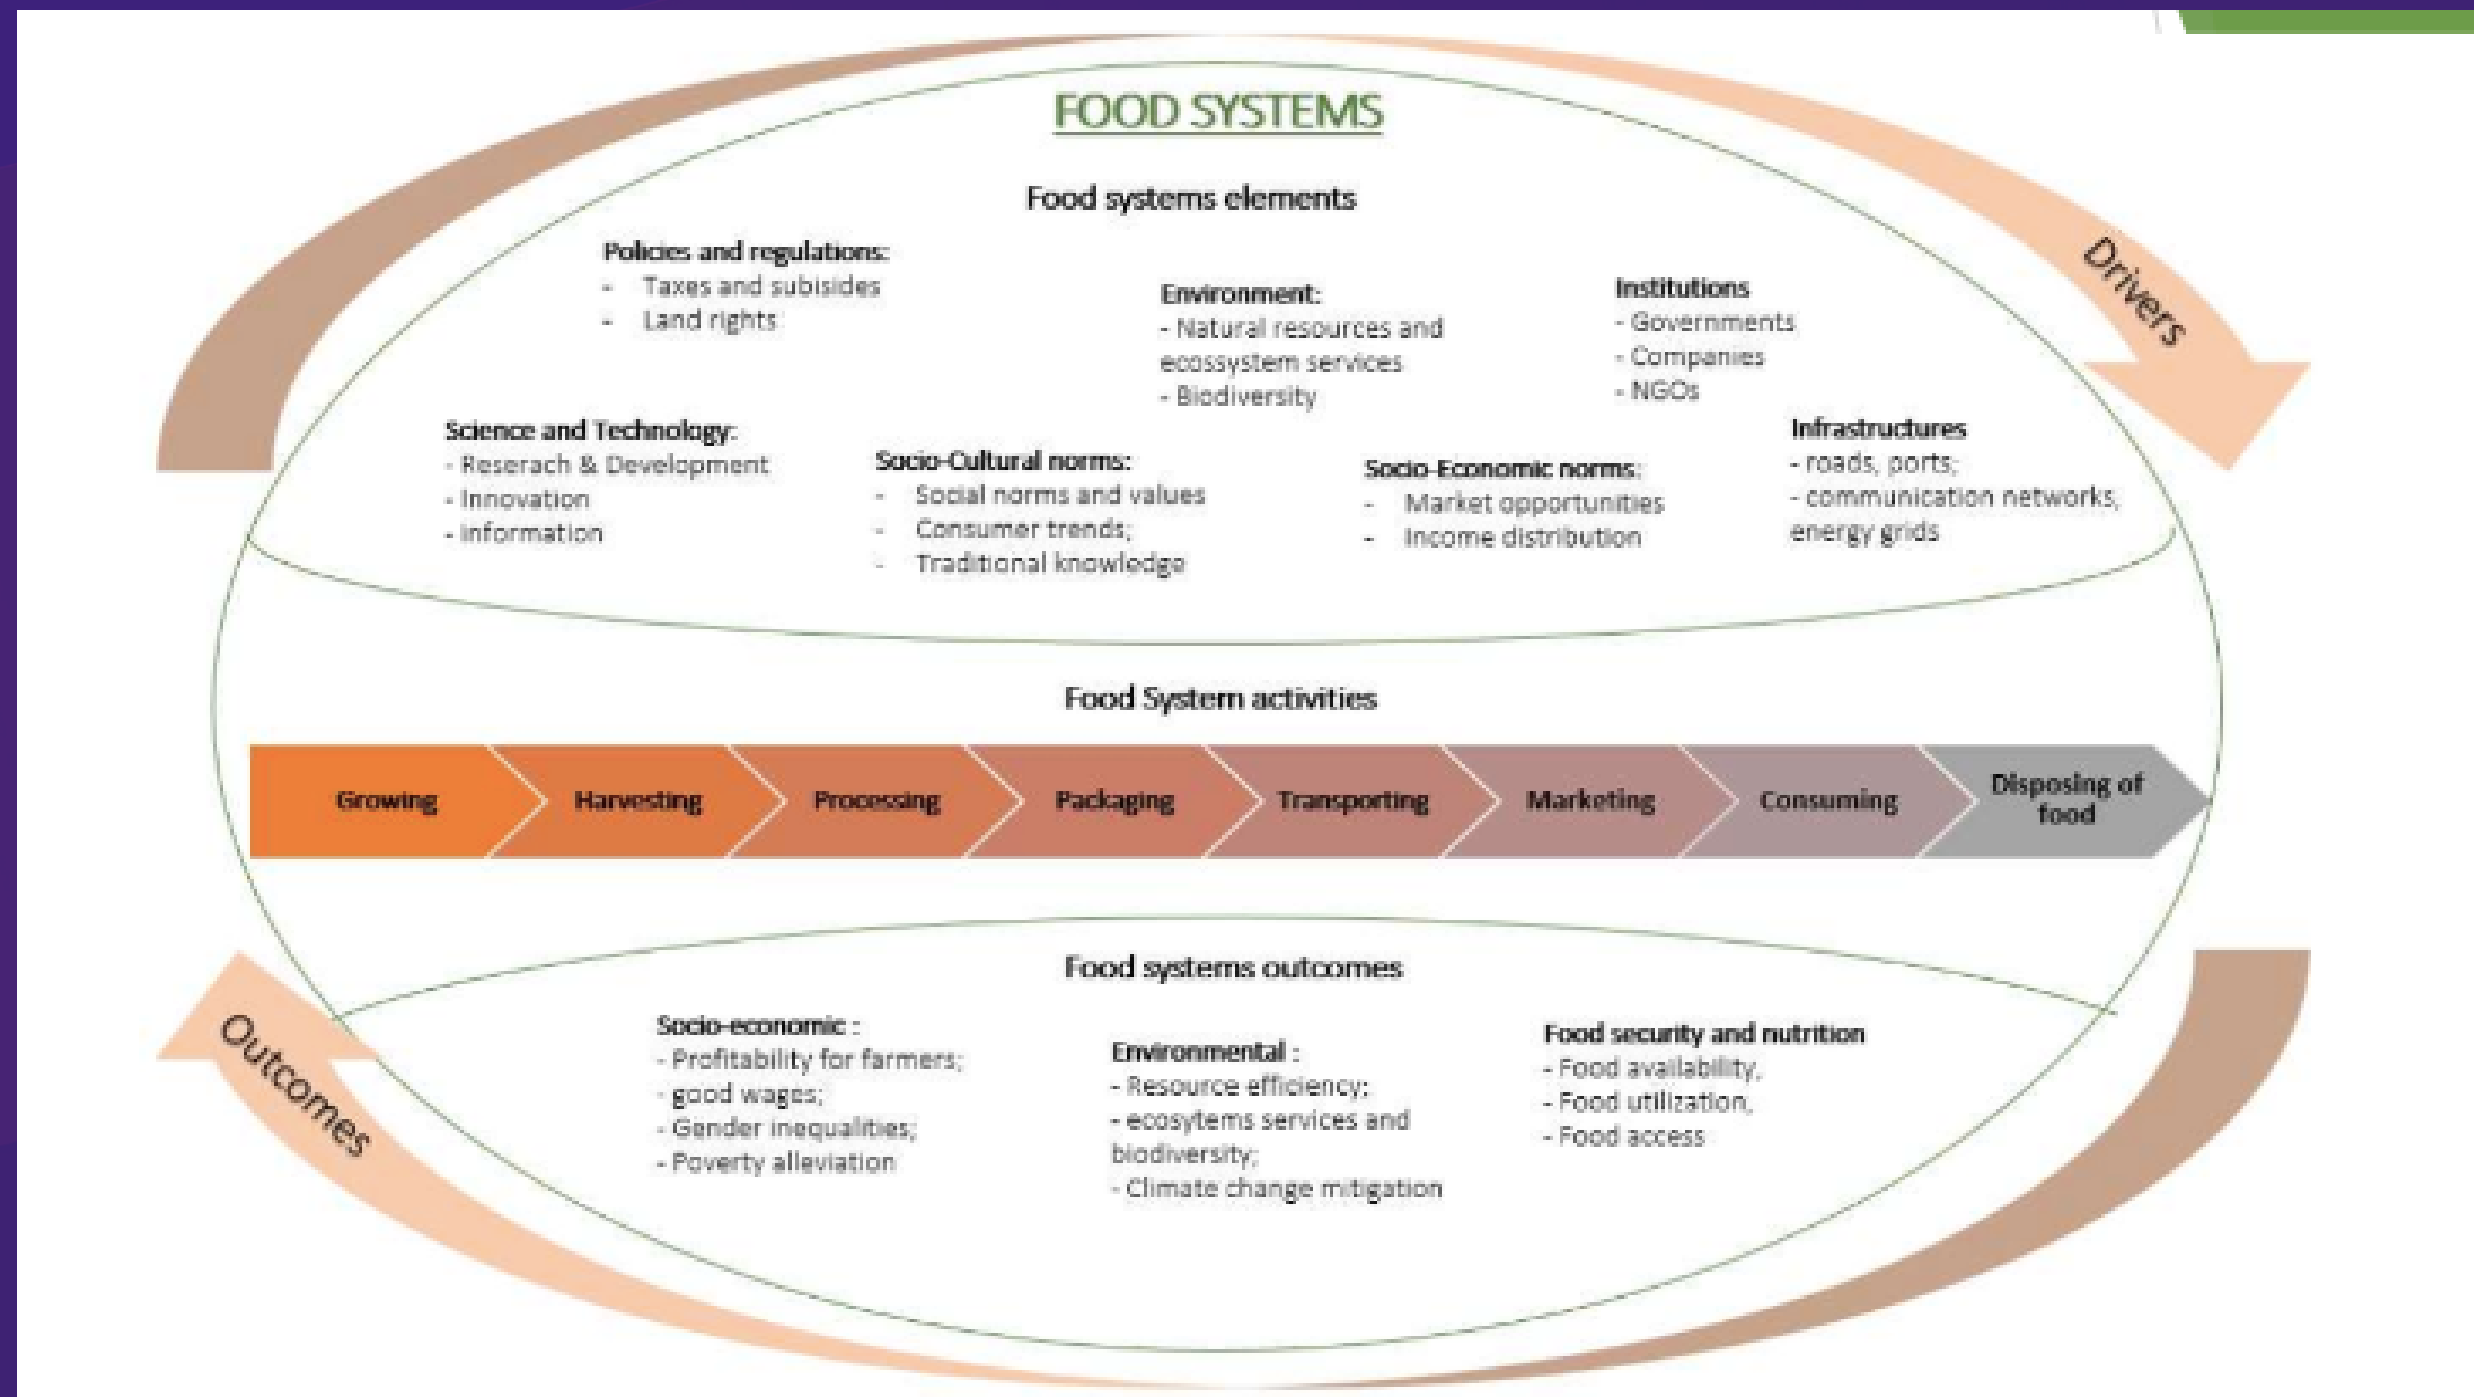 FOOD SYSTEMS
Food systems elements
Policies and regulations:
- Taxes and subisides
- Land rights
Environment:
- Natural resources and
ecossystem services
- Biodiversity
Institutions
- Governments
- Companies
- NGOs
Science and Technology:
- Reserach & Development
- Innovation
- Information
Socio-Cultural norms:
- Social norms and values
- Consumer trends;
- Traditional knowledge
Socio-Economic norms:
- Market opportunities
- Income distribution
Infrastructures
- roads, ports;
- communication networks,
energy grids
Drivers
Food System activities
Growing
Harvesting
Processing
Packaging
Transporting
Marketing
Consuming
Disposing of
food
Food systems outcomes
Socio-economic :
- Profitability for farmers;
- good wages;
- Gender inequalities;
- Poverty alleviation
Environmental :
- Resource efficiency;
- ecosytems services and
biodiversity;
- Climate change mitigation
Food security and nutrition
- Food availability,
- Food utilization,
- Food access
Outcomes